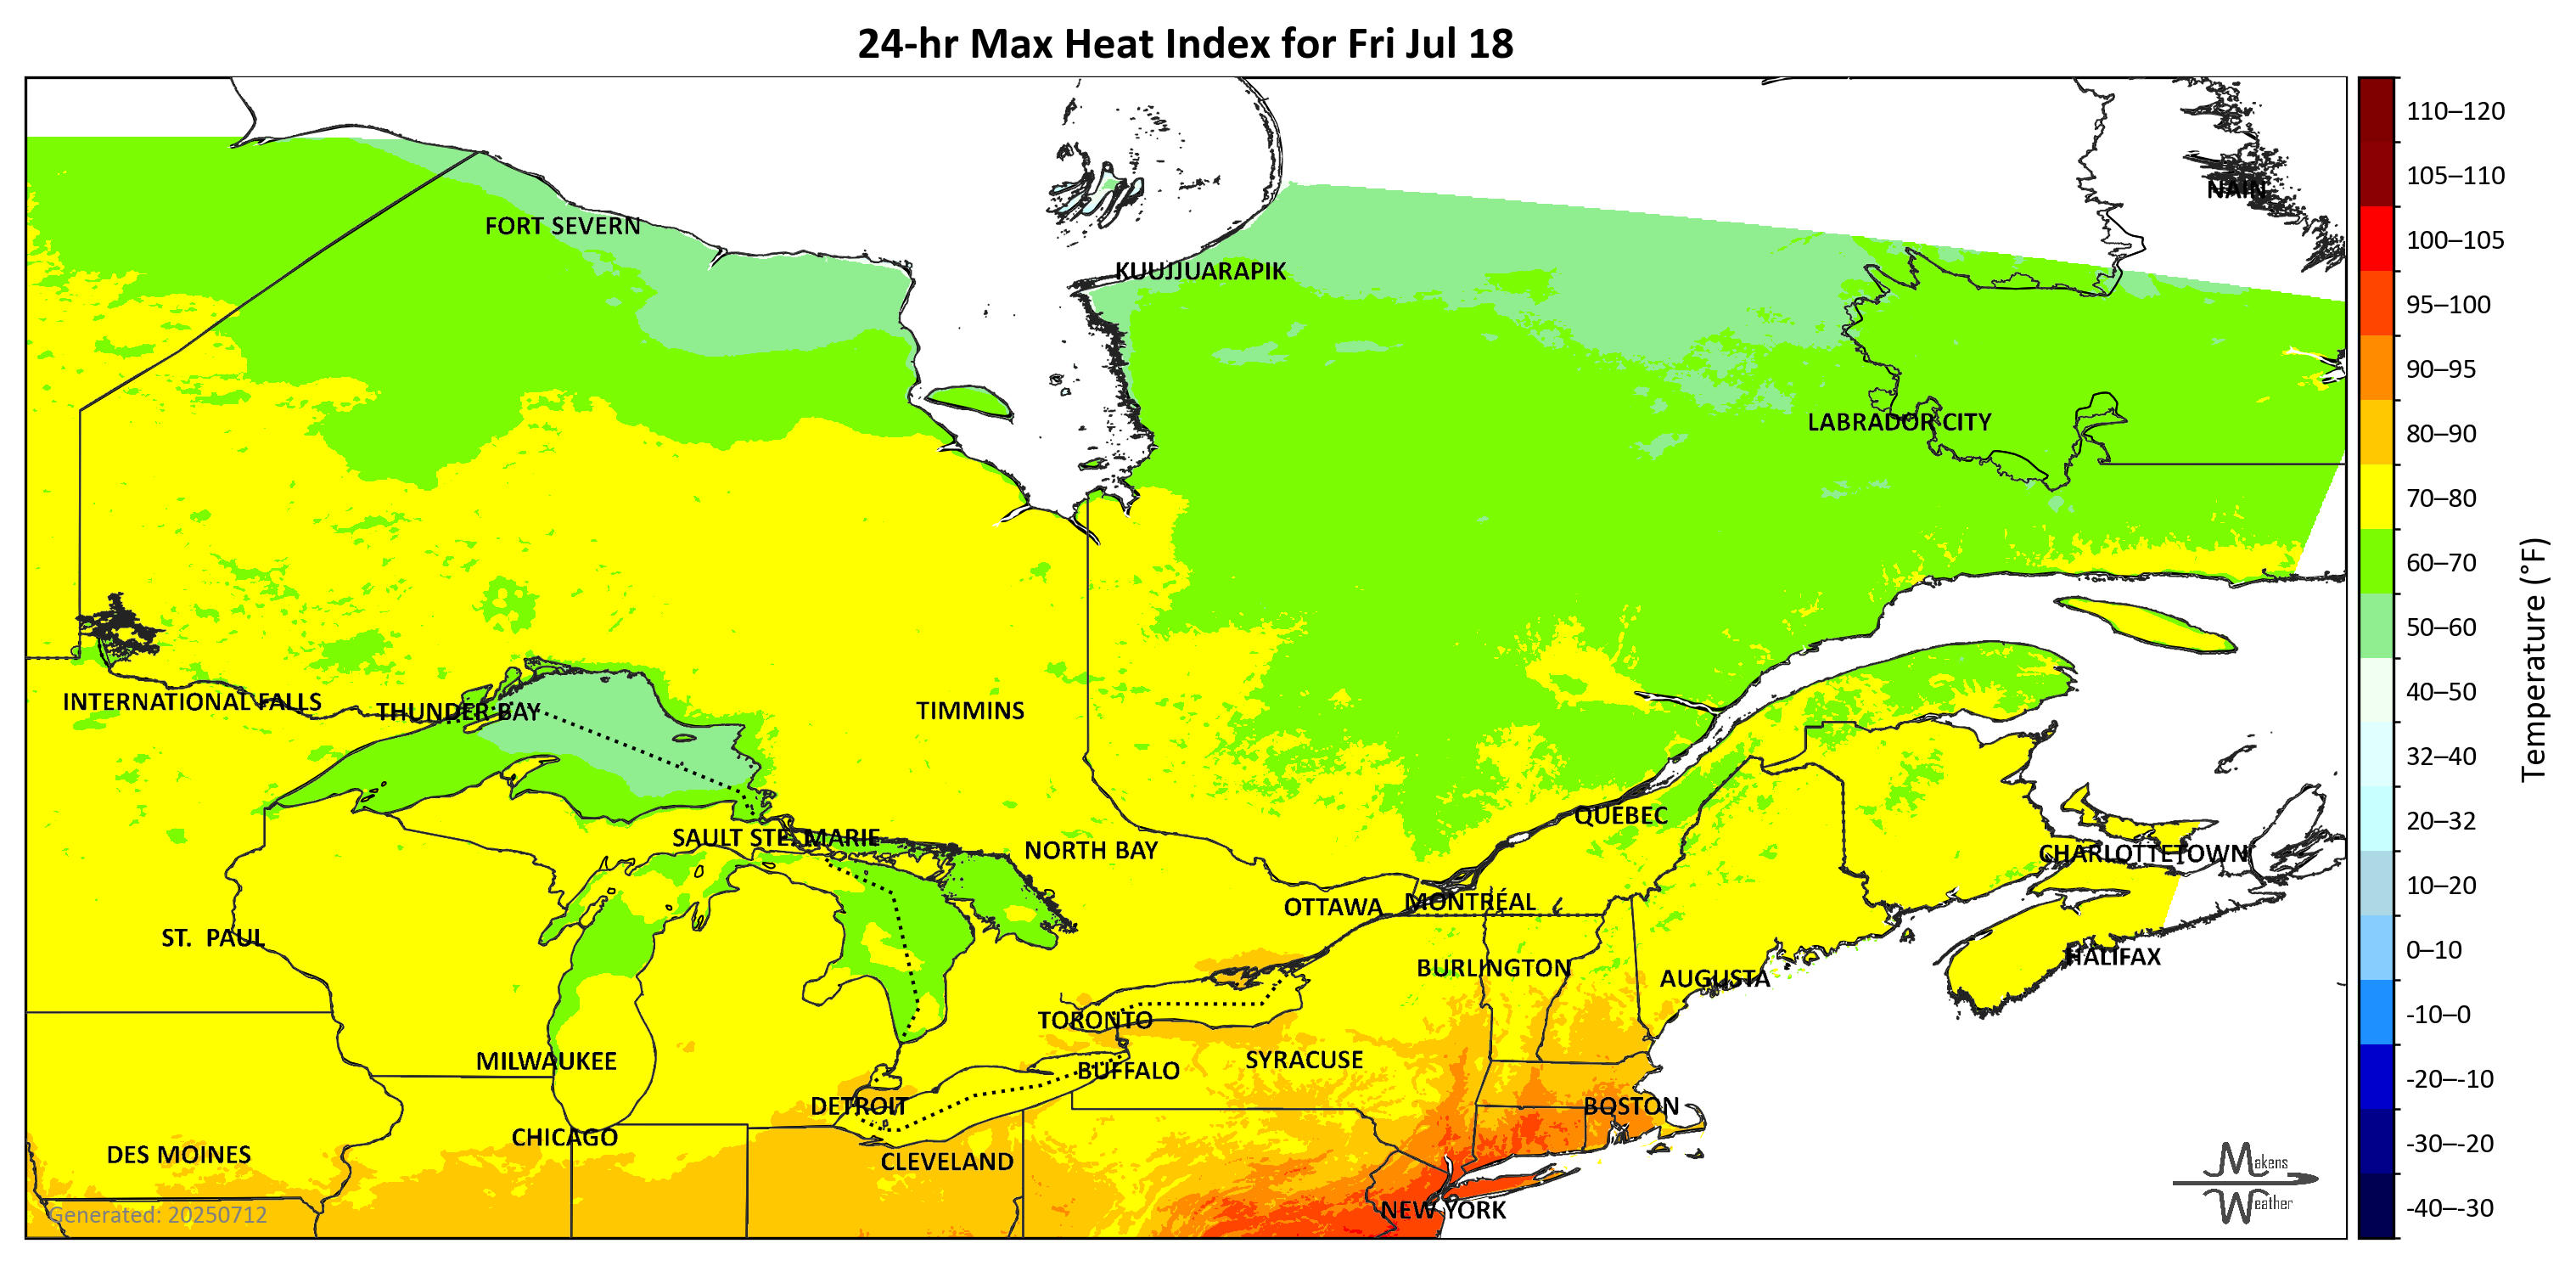 24-hr Max Heat Index for Fri Jul 18
110–120
105–110
NAIN
FORT SEVERN
100–105
KUUJJUARAPIK
95–100
90–95
LABRADOR CITY
80–90
70–80
60–70
50–60
Temperature (°F)
40–50
INTERNATIONAL FALLS
THUNDER BAY
TIMMINS
32–40
QUÉBEC
20–32
SAULT STE. MARIE
NORTH BAY
CHARLOTTETOWN
10–20
OTTAWA
MONTRÉAL
ST. PAUL
0–10
HALIFAX
BURLINGTON
AUGUSTA
-10–0
TORONTO
MILWAUKEE
SYRACUSE
BUFFALO
-20–-10
DETROIT
BOSTON
CHICAGO
-30–-20
DES MOINES
CLEVELAND
Makens
Weather
-40–-30
Generated: 20250712
NEW YORK